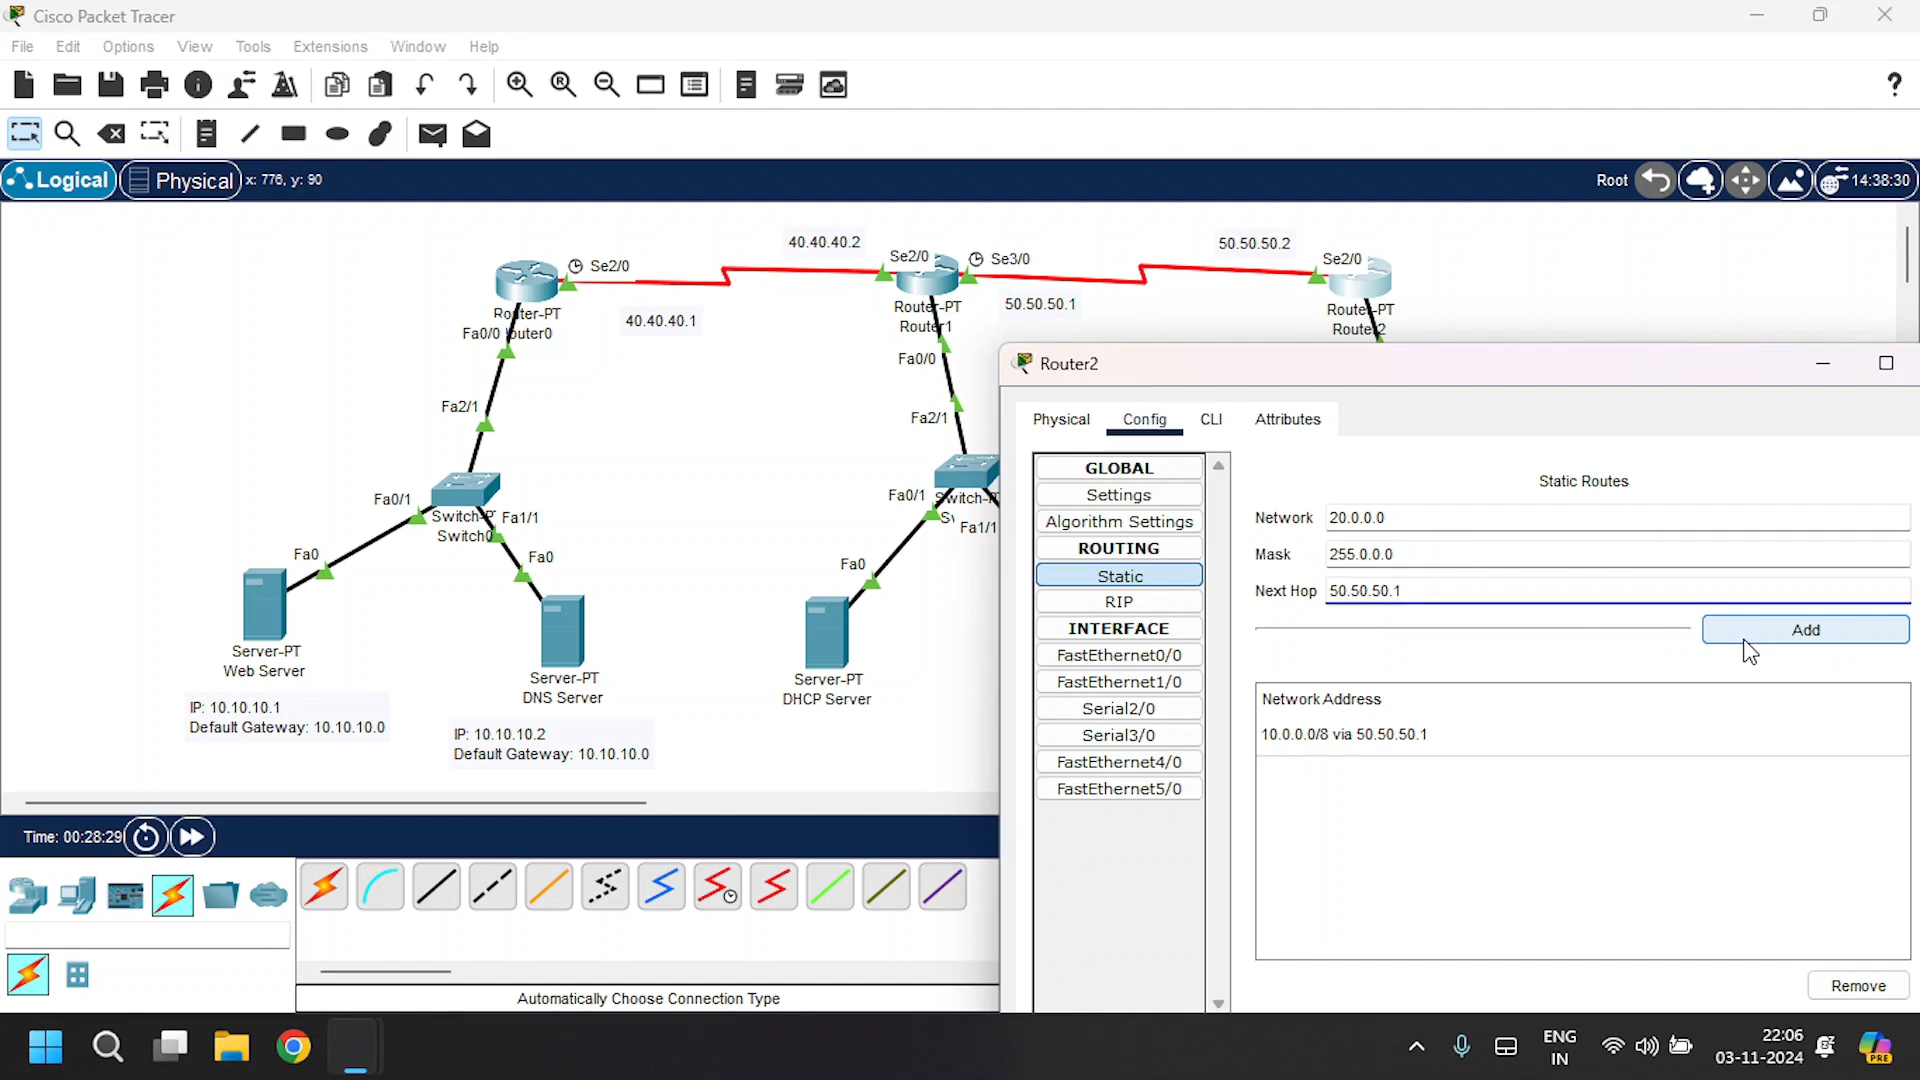 Cisco Packet Tracer
File Edit Options View Tools Extensions Window Help
Logical Physical x: 776, y: 90 Root 14:38:30
40.40.40.2
50.50.50.2
Se2/0
Se2/0
Se3/0
Se2/0
Router-PT
Fa0/0
40.40.40.1
Router-PT
Router1
50.50.50.1
Router-PT
Router2
Fa0/0
Fa2/1
Fa2/1
Fa0/1
Fa1/1
Switch0
Fa0/1
Fa1/1
Fa0
Fa0
Fa0
Server-PT
Web Server
Server-PT
DNS Server
Server-PT
DHCP Server
IP: 10.10.10.1
Default Gateway: 10.10.10.0
IP: 10.10.10.2
Default Gateway: 10.10.10.0
Router2
Physical Config CLI Attributes
GLOBAL
Settings
Algorithm Settings
ROUTING
Static
RIP
INTERFACE
FastEthernet0/0
FastEthernet1/0
Serial2/0
Serial3/0
FastEthernet4/0
FastEthernet5/0
Static Routes
Network 20.0.0.0
Mask 255.0.0.0
Next Hop 50.50.50.1
Add
Network Address
10.0.0.0/8 via 50.50.50.1
Remove
Time: 00:28:29
Automatically Choose Connection Type
ENG
IN
22:06
03-11-2024
PRE